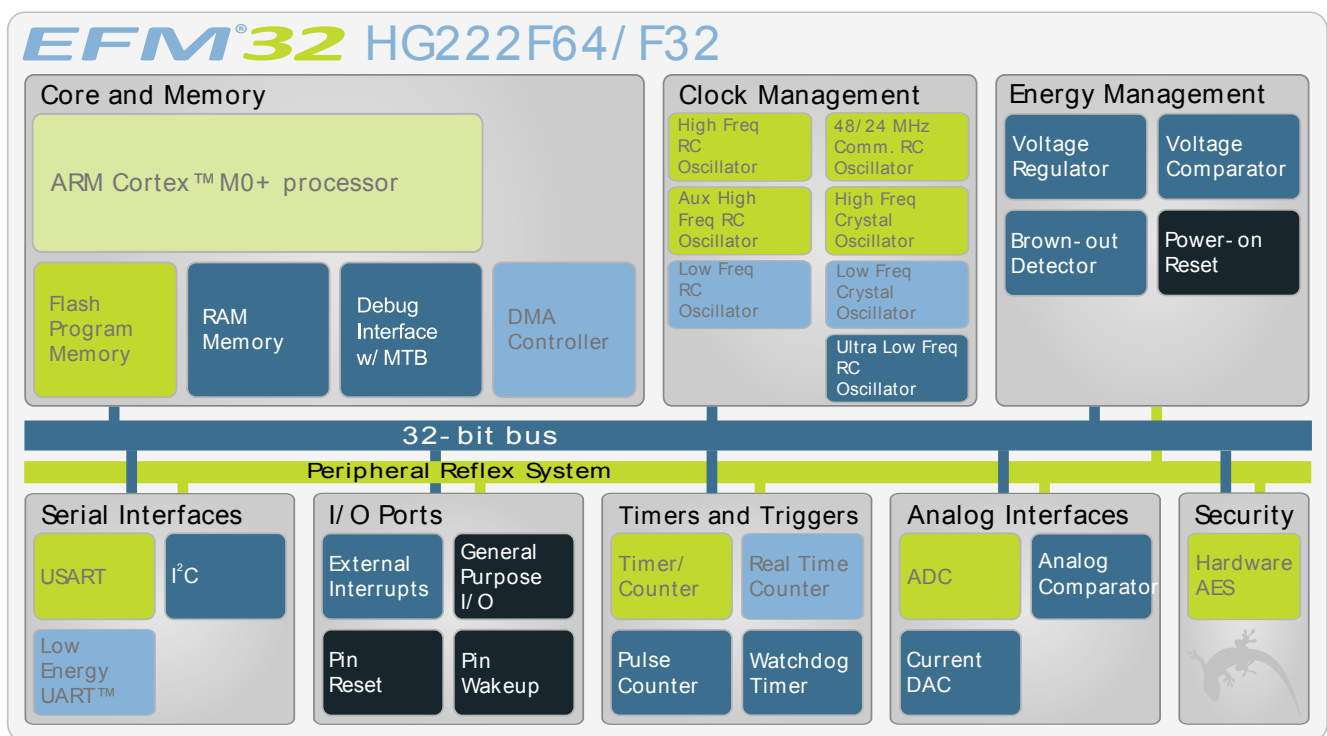 EFM®32 HG222F64/F32
Core and Memory
ARM Cortex™ M0+ processor
Flash
Program
Memory
RAM
Memory
Debug
Interface
w/ MTB
DMA
Controller
Clock Management
High Freq
RC
Oscillator
48/24 MHz
Comm. RC
Oscillator
Aux High
Freq RC
Oscillator
High Freq
Crystal
Oscillator
Low Freq
RC
Oscillator
Low Freq
Crystal
Oscillator
Ultra Low Freq
RC
Oscillator
Energy Management
Voltage
Regulator
Voltage
Comparator
Brown-out
Detector
Power-on
Reset
32-bit bus
Peripheral Reflex System
Serial Interfaces
USART
I²C
Low
Energy
UART™
I/O Ports
External
Interrupts
General
Purpose
I/O
Pin
Reset
Pin
Wakeup
Timers and Triggers
Timer/
Counter
Real Time
Counter
Pulse
Counter
Watchdog
Timer
Analog Interfaces
ADC
Analog
Comparator
Current
DAC
Security
Hardware
AES